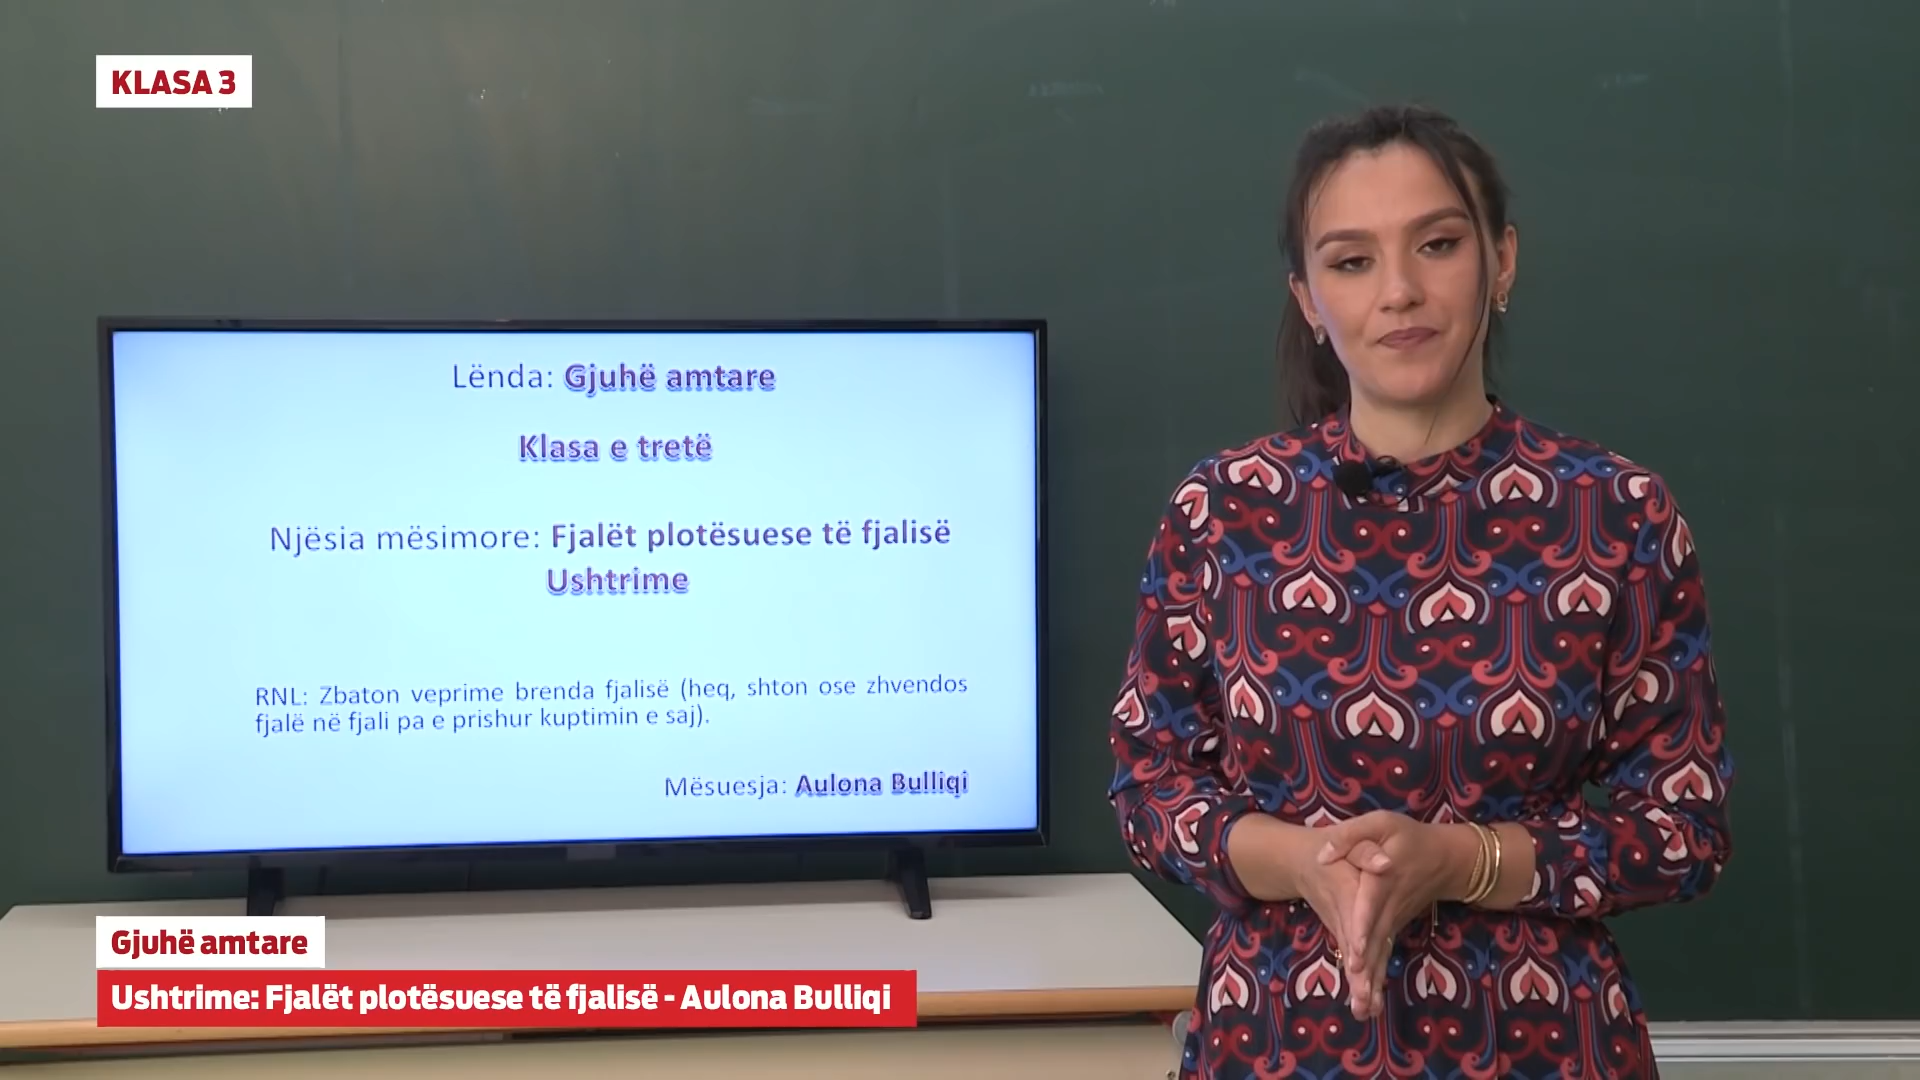 KLASA 3
Lënda: Gjuhë amtare
Klasa e tretë
Njësia mësimore: Fjalët plotësuese të fjalisë
Ushtrime
RNL: Zbaton veprime brenda fjalisë (heq, shton ose zhvendos
fjalë në fjali pa e prishur kuptimin e saj).
Mësuesja: Aulona Bulliqi
Gjuhë amtare
Ushtrime: Fjalët plotësuese të fjalisë - Aulona Bulliqi